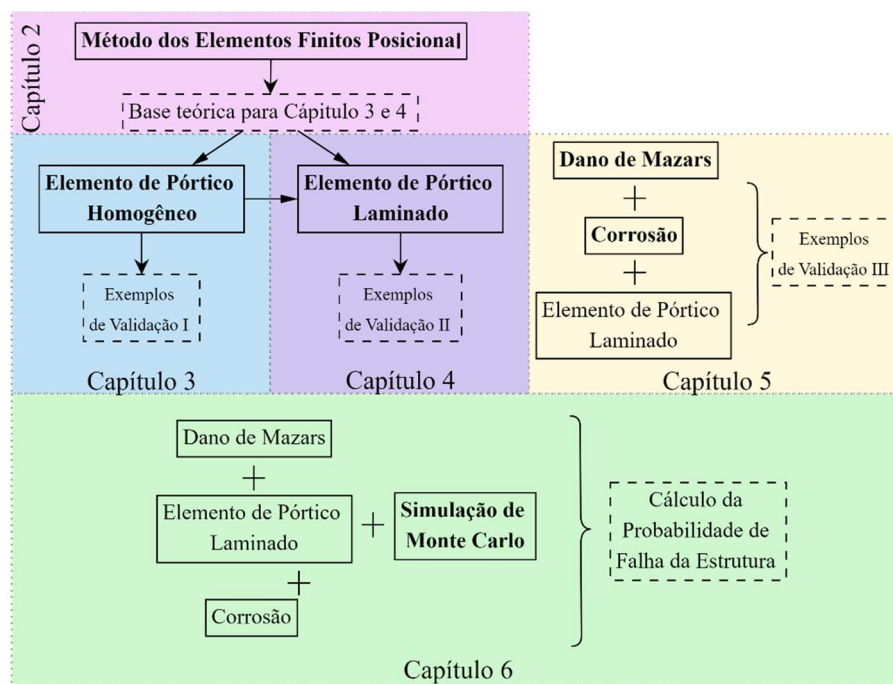 Capítulo 2
Método dos Elementos Finitos Posicional
Base teórica para Cápitulo 3 e 4
Elemento de Pórtico
Homogêneo
Exemplos
de Validação I
Capítulo 3
Elemento de Pórtico
Laminado
Exemplos
de Validação II
Capítulo 4
Dano de Mazars
+
Corrosão
+
Elemento de Pórtico
Laminado
Exemplos
de Validação III
Capítulo 5
Dano de Mazars
+
Elemento de Pórtico
Laminado
+
Simulação de
Monte Carlo
+
Corrosão
Cálculo da
Probabilidade de
Falha da Estrutura
Capítulo 6